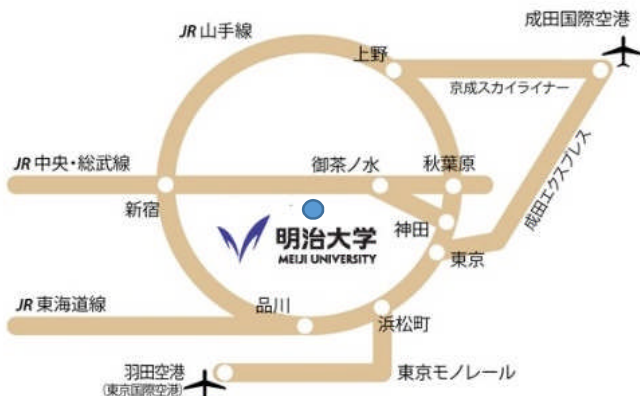 成田国際空港
JR 山手線
上野
京成スカイライナー
成田エクスプレス
JR 中央・総武線
御茶ノ水
秋葉原
新宿
神田
明治大学
MEIJI UNIVERSITY
東京
JR 東海道線
品川
浜松町
羽田空港
(東京国際空港)
東京モノレール